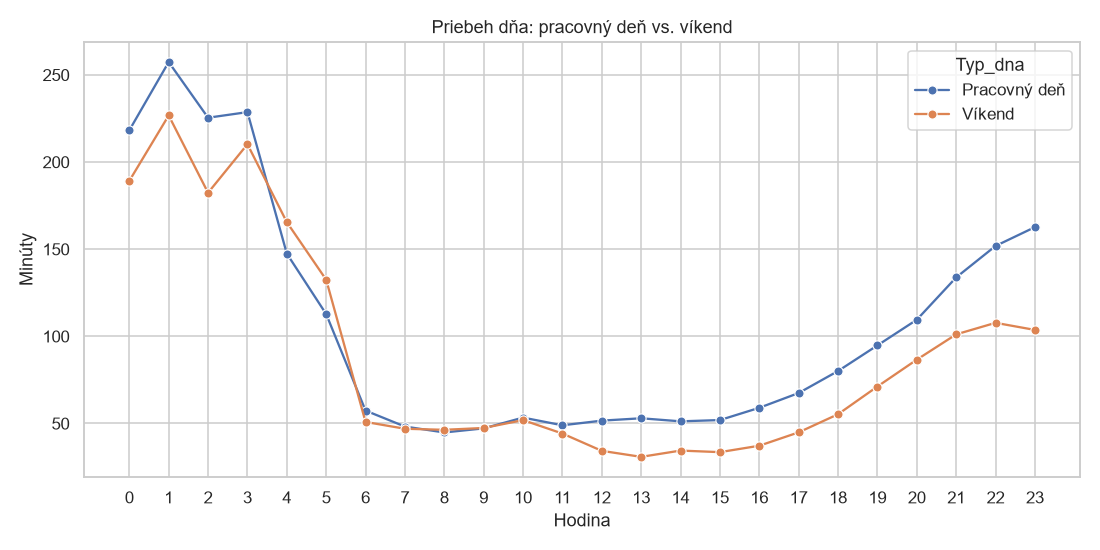 Priebeh dňa: pracovný deň vs. víkend
Typ_dna
Pracovný deň
Víkend
Minúty
250
200
150
100
50
0 1 2 3 4 5 6 7 8 9 10 11 12 13 14 15 16 17 18 19 20 21 22 23
Hodina